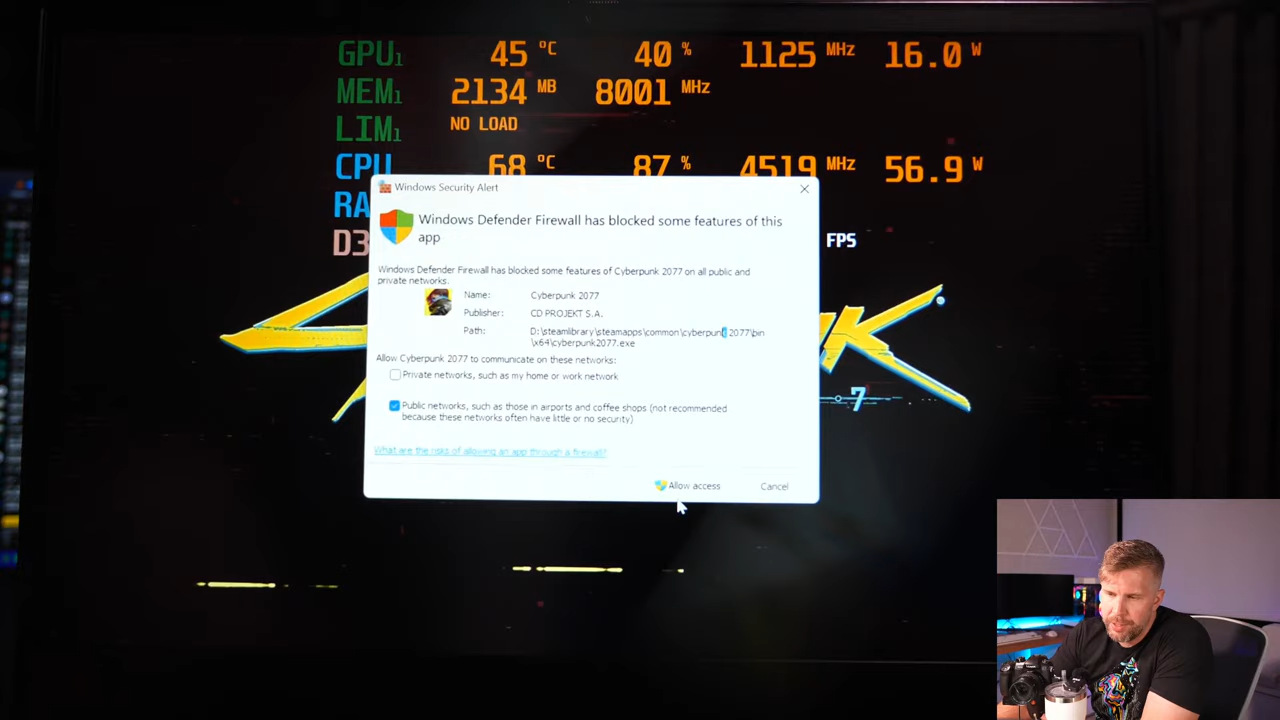 GPU1 45 °C 40 % 1125 MHz 16.0 W
MEM1 2134 MB 8001 MHz
LIM1 NO LOAD
CPU 68 °C 87 % 4519 MHz 56.9 W
RA
D3 FPS
Windows Security Alert
Windows Defender Firewall has blocked some features of this
app
Windows Defender Firewall has blocked some features of Cyberpunk 2077 on all public and
private networks.
Name: Cyberpunk 2077
Publisher: CD PROJEKT S.A.
Path: D:\steamlibrary\steamapps\common\cyberpunk 2077\bin
\x64\cyberpunk2077.exe
Allow Cyberpunk 2077 to communicate on these networks:
Private networks, such as my home or work network
Public networks, such as those in airports and coffee shops (not recommended
because these networks often have little or no security)
What are the risks of allowing an app through a firewall?
Allow access Cancel
7